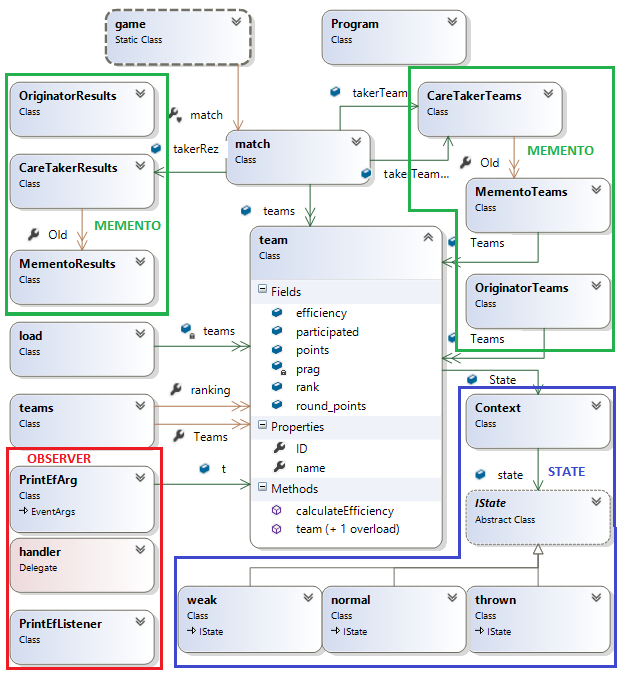 game
Static Class
Program
Class
OriginatorResults
Class
CareTakerResults
Class
MEMENTO
Old
MementoResults
Class
match
takerRez
match
Class
takerTeam
takerTeam...
CareTakerTeams
Class
Old
MEMENTO
MementoTeams
Class
Teams
OriginatorTeams
Class
Teams
teams
team
Class
Fields
efficiency
participated
points
prag
rank
round_points
Properties
ID
name
Methods
calculateEfficiency
team (+ 1 overload)
load
Class
teams
teams
Class
ranking
Teams
OBSERVER
PrintEfArg
Class
EventArgs
t
handler
Delegate
PrintEfListener
Class
State
Context
Class
state
STATE
IState
Abstract Class
weak
Class
IState
normal
Class
IState
thrown
Class
IState